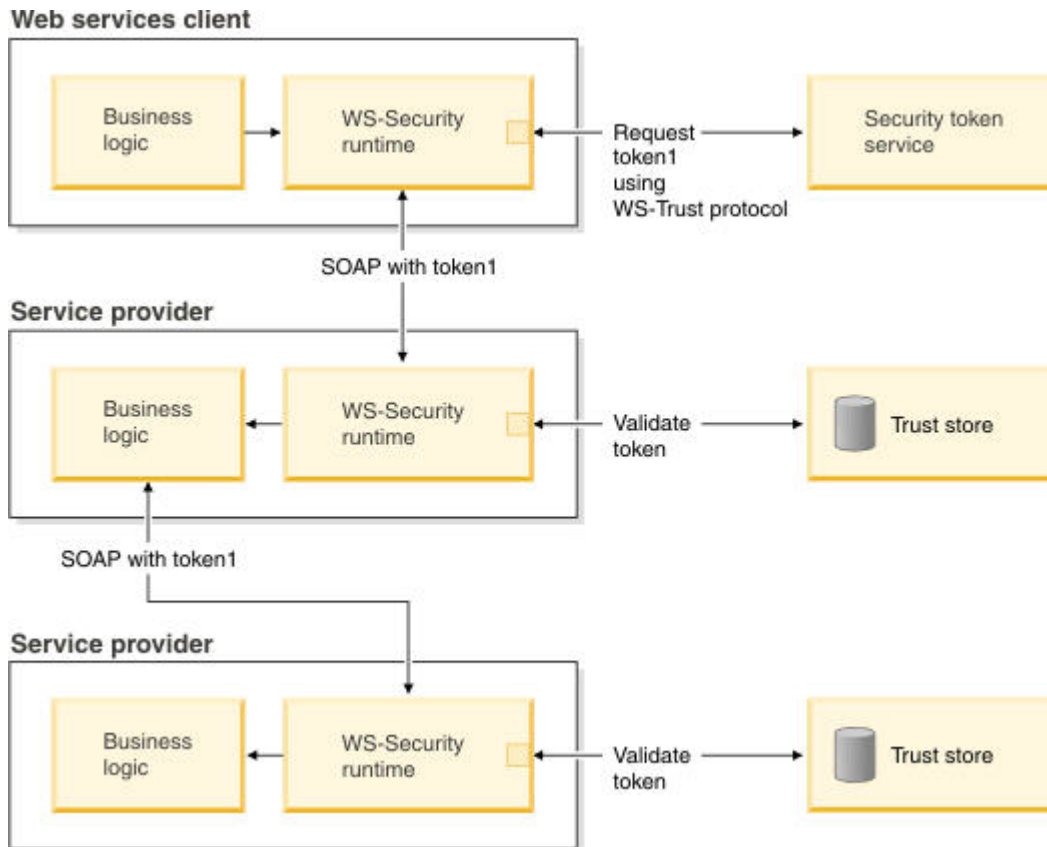 Web services client
Business
logic
WS-Security
runtime
Request
token1
using
WS-Trust protocol
Security token
service
SOAP with token1
Service provider
Business
logic
WS-Security
runtime
Validate
token
Trust store
SOAP with token1
Service provider
Business
logic
WS-Security
runtime
Validate
token
Trust store